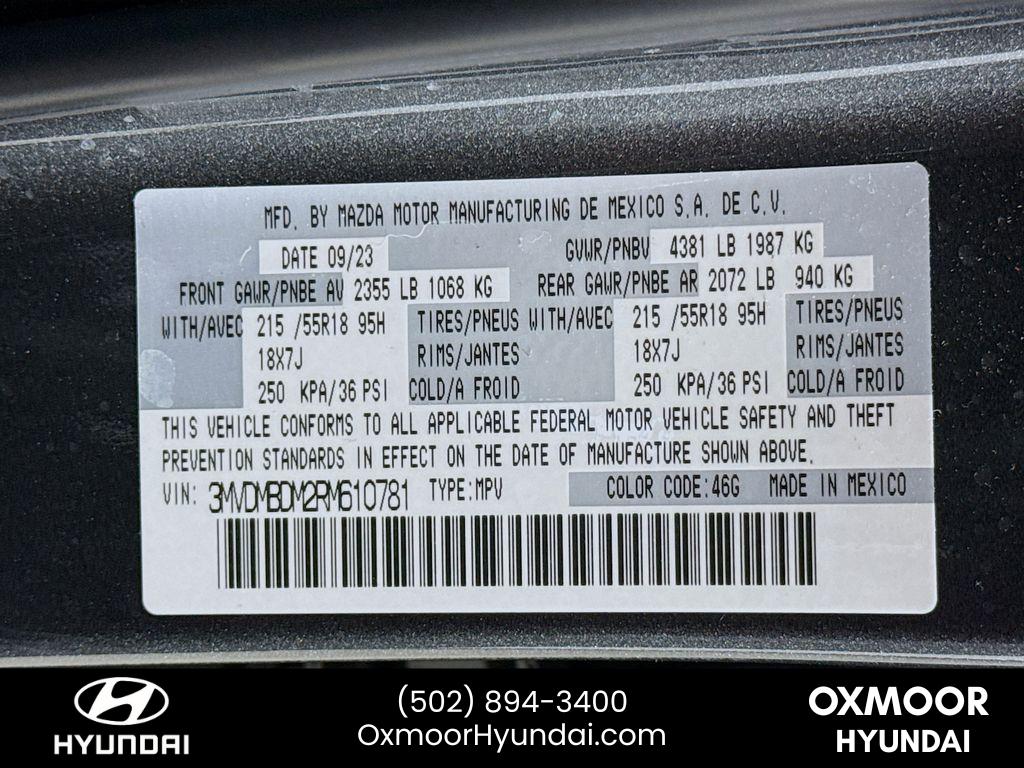 MFD. BY MAZDA MOTOR MANUFACTURING DE MEXICO S.A. DE C.V.
DATE 09/23 GVWR/PNBV 4381 LB 1987 KG
FRONT GAWR/PNBE AV 2355 LB 1068 KG REAR GAWR/PNBE AR 2072 LB 940 KG
WITH/AVEC 215 /55R18 95H TIRES/PNEUS WITH/AVEC 215 /55R18 95H TIRES/PNEUS
18X7J RIMS/JANTES 18X7J RIMS/JANTES
250 KPA/36 PSI COLD/A FROID 250 KPA/36 PSI COLD/A FROID
THIS VEHICLE CONFORMS TO ALL APPLICABLE FEDERAL MOTOR VEHICLE SAFETY AND THEFT
PREVENTION STANDARDS IN EFFECT ON THE DATE OF MANUFACTURE SHOWN ABOVE.
VIN: 3MVDMBDM2RM610781 TYPE:MPV COLOR CODE:46G MADE IN MEXICO
HYUNDAI
(502) 894-3400
OxmoorHyundai.com
OXMOOR
HYUNDAI